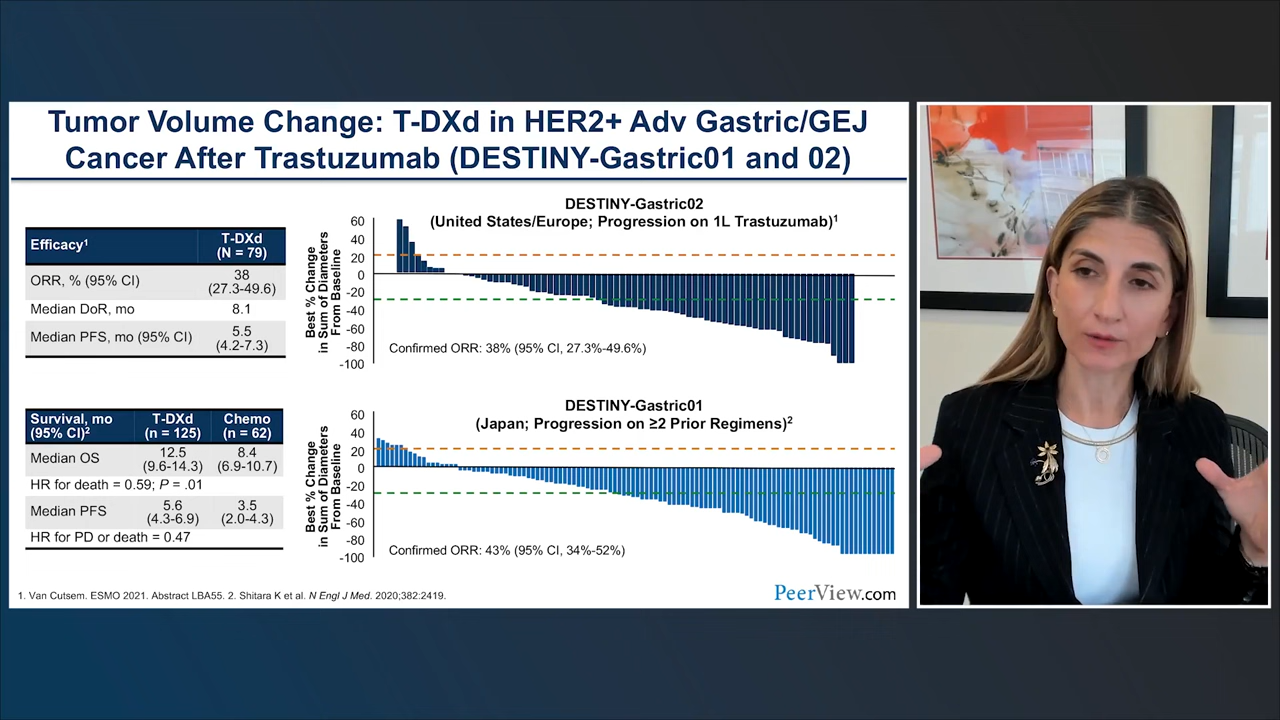 Tumor Volume Change: T-DXd in HER2+ Adv Gastric/GEJ
Cancer After Trastuzumab (DESTINY-Gastric01 and 02)
Efficacy1 T-DXd
(N = 79)
ORR, % (95% CI) 38
(27.3-49.6)
Median DoR, mo 8.1
Median PFS, mo (95% CI) 5.5
(4.2-7.3)
DESTINY-Gastric02
(United States/Europe; Progression on 1L Trastuzumab)1
Best % Change
in Sum of Diameters
From Baseline
60
40
20
0
-20
-40
-60
-80
-100
Confirmed ORR: 38% (95% CI, 27.3%-49.6%)
Survival, mo T-DXd Chemo
(95% CI)2 (n = 125) (n = 62)
Median OS 12.5 8.4
(9.6-14.3) (6.9-10.7)
HR for death = 0.59; P = .01
Median PFS 5.6 3.5
(4.3-6.9) (2.0-4.3)
HR for PD or death = 0.47
DESTINY-Gastric01
(Japan; Progression on ≥2 Prior Regimens)2
Best % Change
in Sum of Diameters
From Baseline
60
40
20
0
-20
-40
-60
-80
-100
Confirmed ORR: 43% (95% CI, 34%-52%)
1. Van Cutsem. ESMO 2021. Abstract LBA55. 2. Shitara K et al. N Engl J Med. 2020;382:2419.
PeerView.com